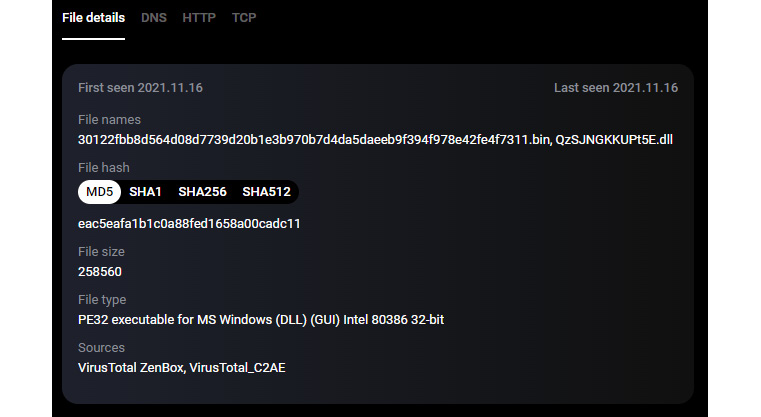 File details DNS HTTP TCP
First seen 2021.11.16 Last seen 2021.11.16
File names
30122fbb8d564d08d7739d20b1e3b970b7d4da5daeeb9f394f978e42fe4f7311.bin, QzSJNGKKUPt5E.dll
File hash
MD5 SHA1 SHA256 SHA512
eac5eafa1b1c0a88fed1658a00cadc11
File size
258560
File type
PE32 executable for MS Windows (DLL) (GUI) Intel 80386 32-bit
Sources
VirusTotal ZenBox, VirusTotal_C2AE